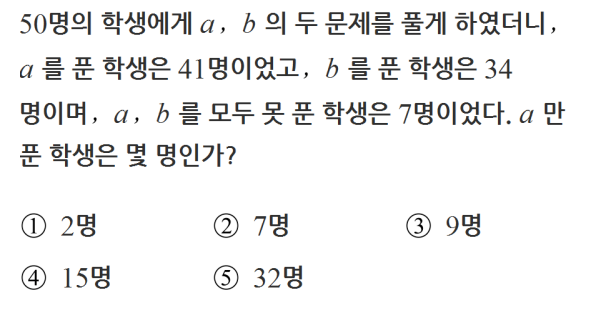 50명의 학생에게 a, b 의 두 문제를 풀게 하였더니,
a 를 푼 학생은 41명이었고, b 를 푼 학생은 34
명이며, a, b 를 모두 못 푼 학생은 7명이었다. a 만
푼 학생은 몇 명인가?
① 2명 ② 7명 ③ 9명
④ 15명 ⑤ 32명